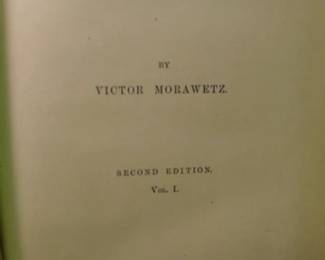 BY
VICTOR MORAWETZ.
SECOND EDITION.
VOL. I.